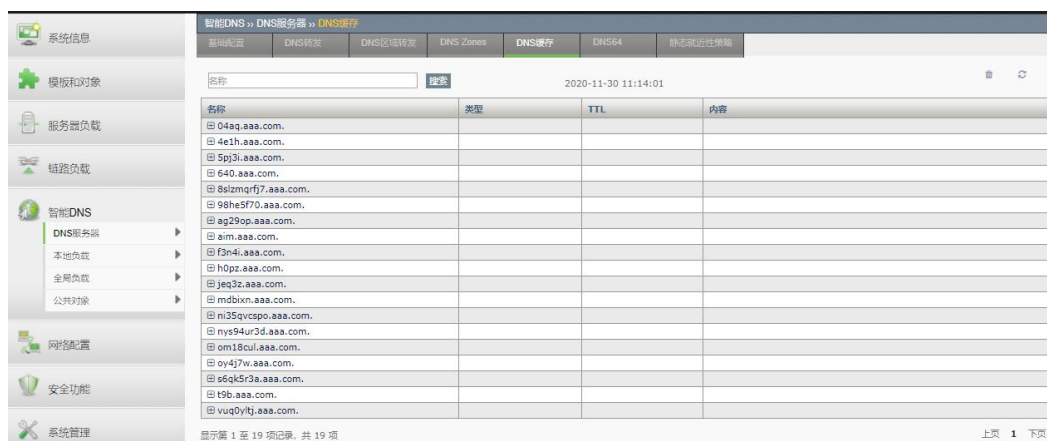 智能DNS » DNS服务器 » DNS缓存
系统信息
基础配置 DNS转发 DNS区域转发 DNS Zones DNS缓存 DNS64 静态就近性策略
模板和对象
名称 搜索 2020-11-30 11:14:01
名称 类型 TTL 内容
服务器负载
链路负载
智能DNS
DNS服务器
本地负载
全局负载
公共对象
网络配置
安全功能
系统管理
04aq.aaa.com.
4e1h.aaa.com.
5pj3i.aaa.com.
640.aaa.com.
8slzmqrfj7.aaa.com.
98he5f70.aaa.com.
ag29op.aaa.com.
aim.aaa.com.
f3n4i.aaa.com.
h0pz.aaa.com.
jeq3z.aaa.com.
mdbixn.aaa.com.
ni35qvcspo.aaa.com.
nys94ur3d.aaa.com.
om18cul.aaa.com.
oy4j7w.aaa.com.
s6qk5r3a.aaa.com.
t9b.aaa.com.
vuq0yltj.aaa.com.
显示第 1 至 19 项记录, 共 19 项
上页 1 下页